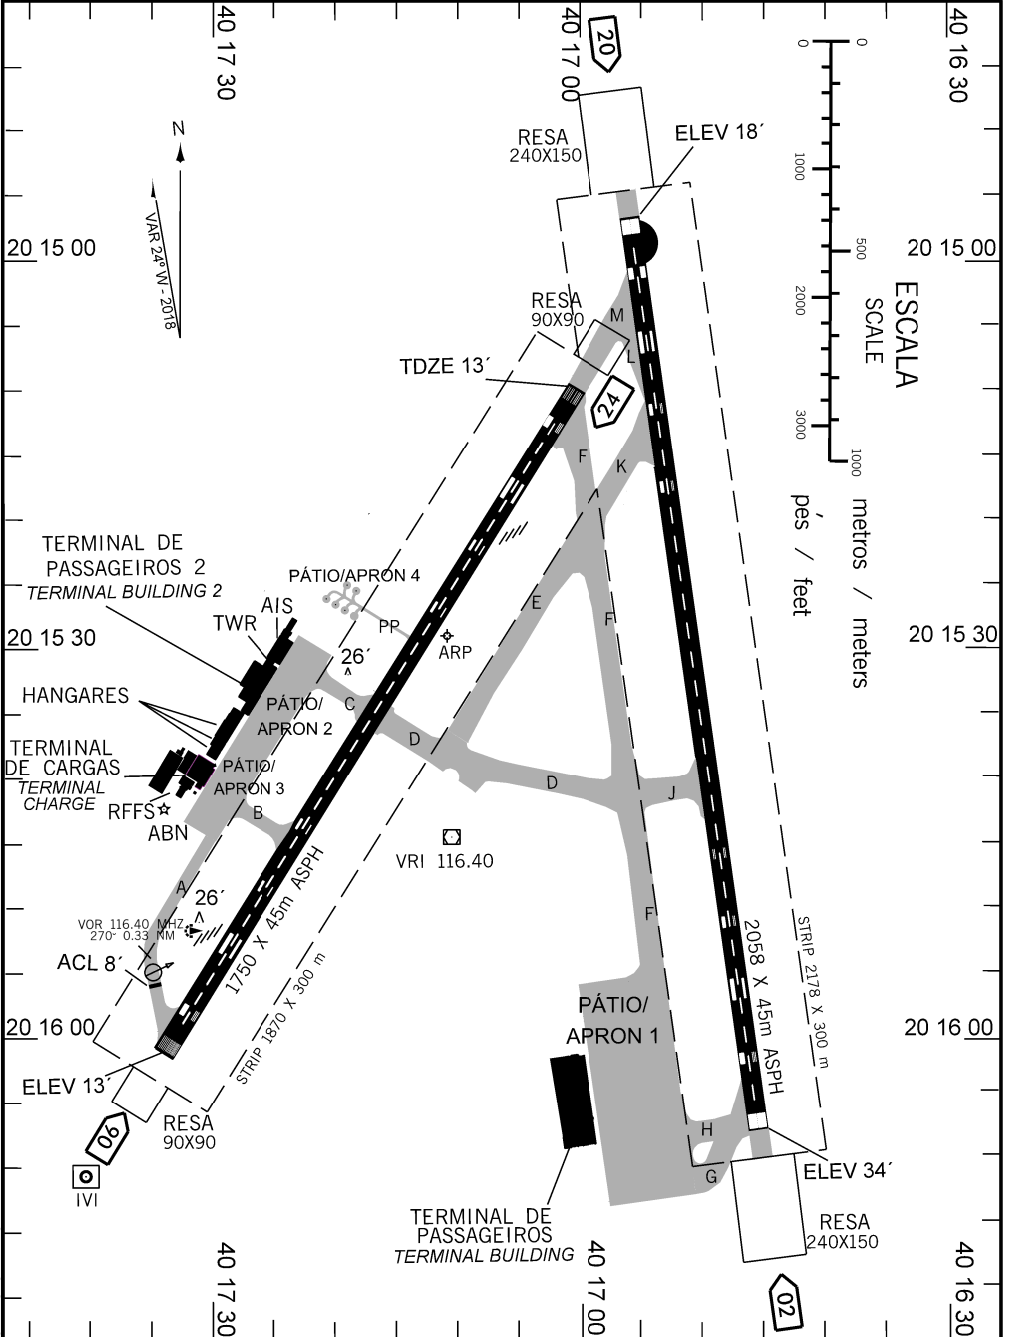 40 17 30
40 17 00
40 16 30
20
0
0
RESA
240X150
ELEV 18´
1000
N
VAR 24° W - 2018
20 15 00
500
20 15 00
ESCALA
SCALE
2000
RESA
90X90
M
L
TDZE 13´
24
3000
1000
F
K
pés / feet
metros / meters
TERMINAL DE
PASSAGEIROS 2
TERMINAL BUILDING 2
PÁTIO/APRON 4
AIS
TWR
PP
E
F
20 15 30
26´
ARP
20 15 30
HANGARES
PÁTIO/
APRON 2
C
D
TERMINAL
DE CARGAS
TERMINAL
CHARGE
PÁTIO/
APRON 3
D
J
RFFS
ABN
B
VRI 116.40
A
26´
1750 X 45m ASPH
VOR 116.40 MHZ
270° 0.33 NM
F
2058 X 45m ASPH
STRIP 2178 X 300 m
ACL 8´
STRIP 1870 X 300 m
PÁTIO/
APRON 1
20 16 00
20 16 00
ELEV 13´
RESA
90X90
06
H
G
ELEV 34´
IVI
TERMINAL DE
PASSAGEIROS
TERMINAL BUILDING
RESA
240X150
02
40 17 30
40 17 00
40 16 30